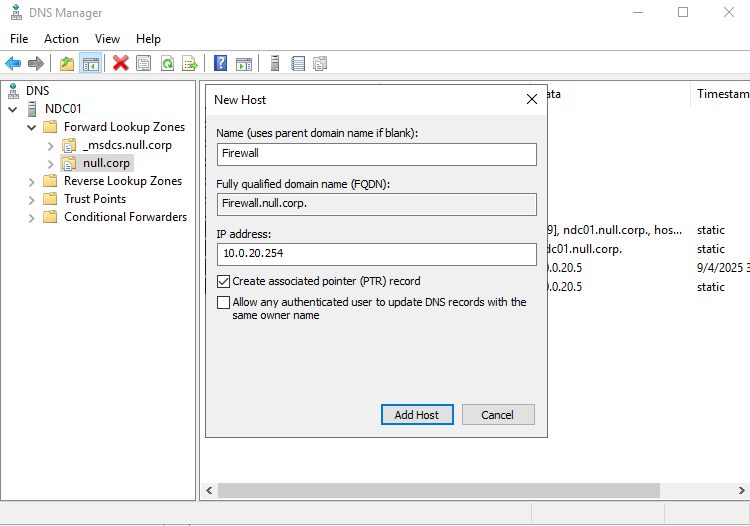 DNS Manager
File Action View Help
DNS
NDC01
Forward Lookup Zones
_msdcs.null.corp
null.corp
Reverse Lookup Zones
Trust Points
Conditional Forwarders
New Host
Name (uses parent domain name if blank):
Firewall
Fully qualified domain name (FQDN):
Firewall.null.corp.
IP address:
10.0.20.254
Create associated pointer (PTR) record
Allow any authenticated user to update DNS records with the
same owner name
Add Host Cancel
ata Timestam
9], ndc01.null.corp., hos... static
dc01.null.corp. static
.0.20.5 9/4/2025 3
.0.20.5 static